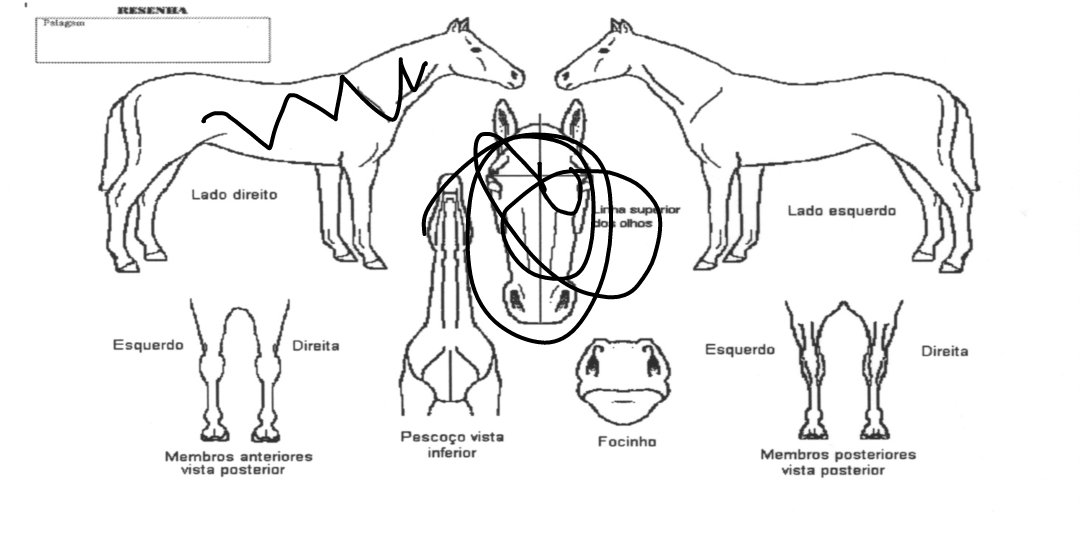 RESENHA
Pelagem
Lado direito
Linha superior
dos olhos
Lado esquerdo
Esquerdo
Direita
Esquerdo
Direita
Pescoço vista
inferior
Focinho
Membros anteriores
vista posterior
Membros posteriores
vista posterior